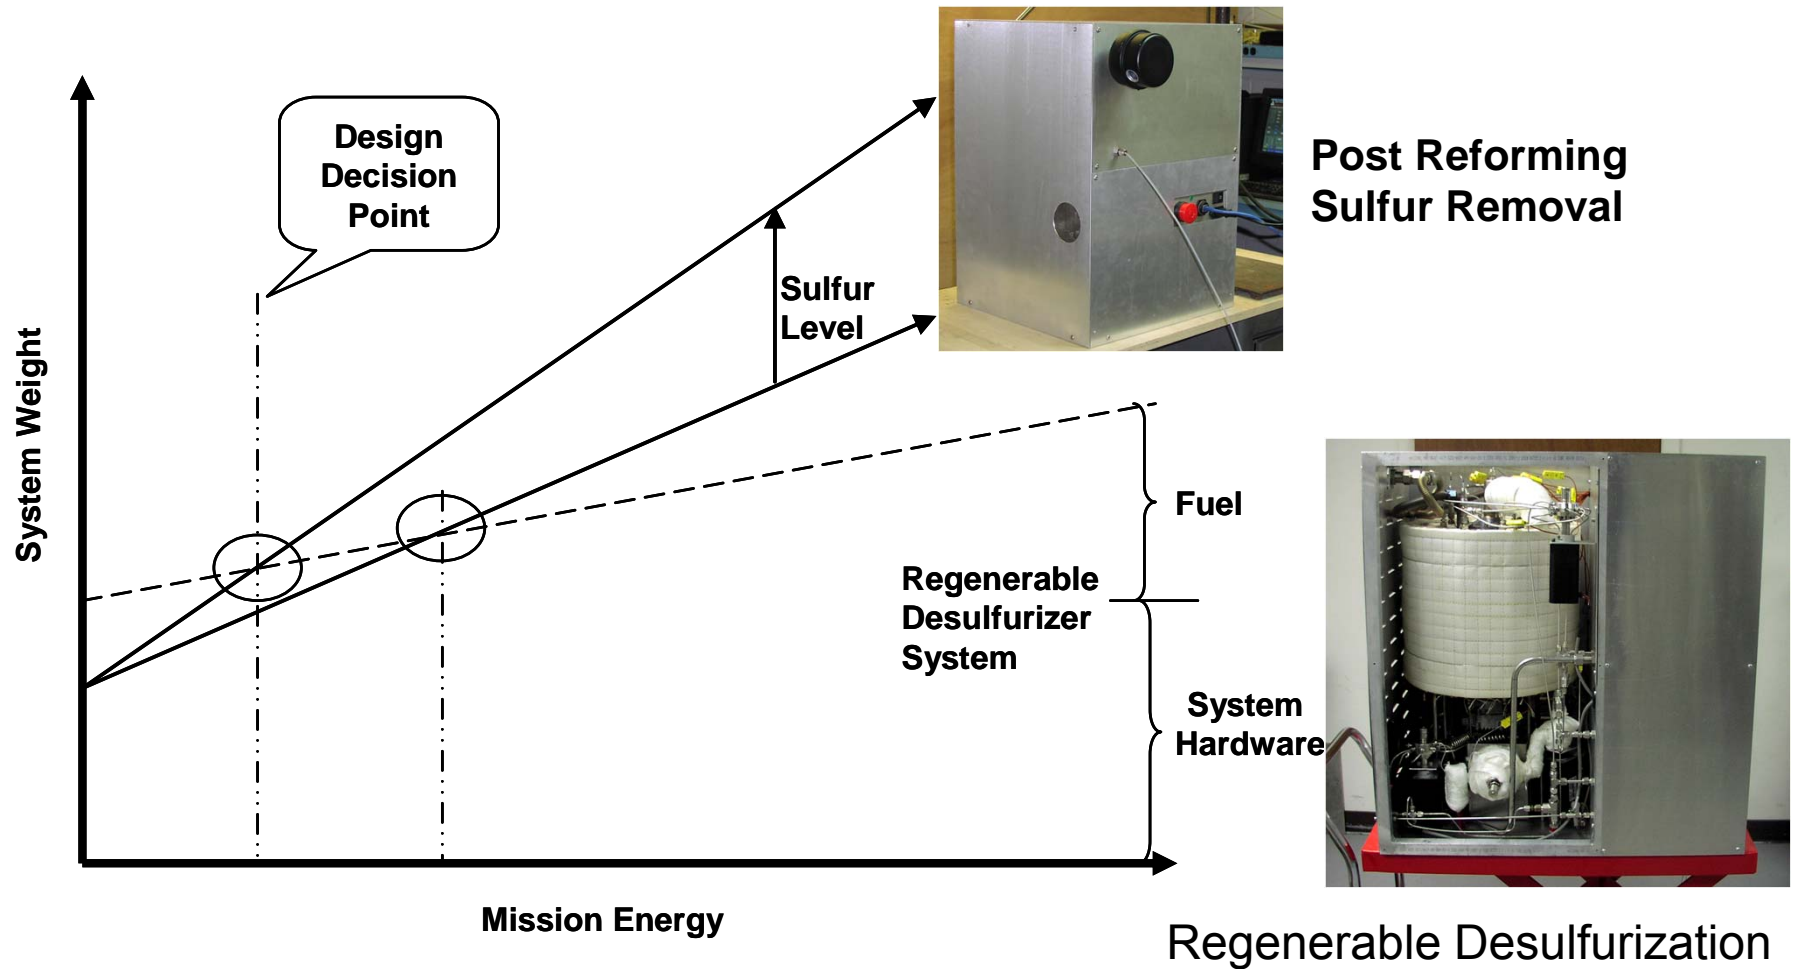 Design
Decision
Point
Post Reforming
Sulfur Removal
Sulfur
Level
System Weight
Fuel
Regenerable
Desulfurizer
System
System
Hardware
Mission Energy
Regenerable Desulfurization